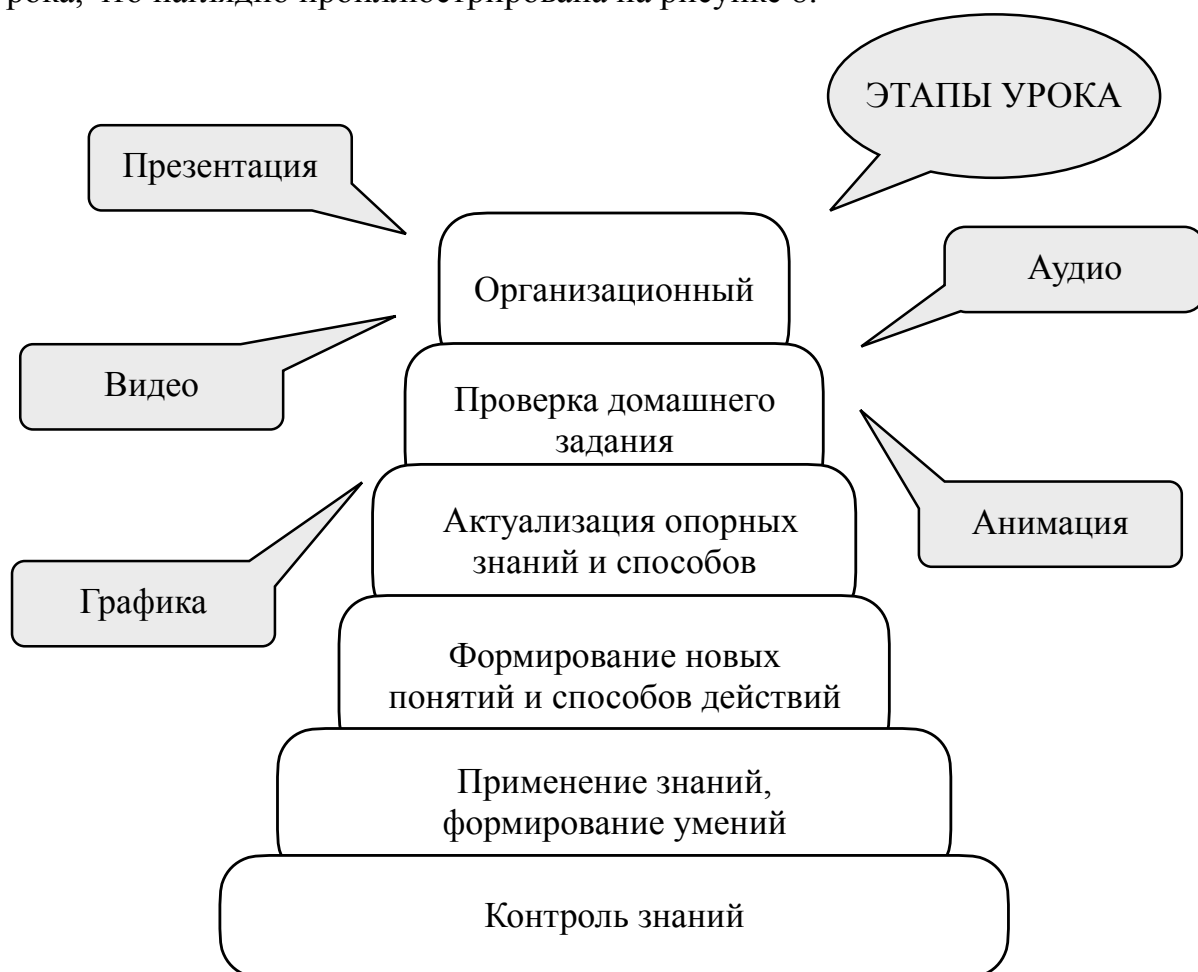 ЭТАПЫ УРОКА
Презентация
Организационный
Аудио
Видео
Проверка домашнего
задания
Актуализация опорных
знаний и способов
Анимация
Графика
Формирование новых
понятий и способов действий
Применение знаний,
формирование умений
Контроль знаний